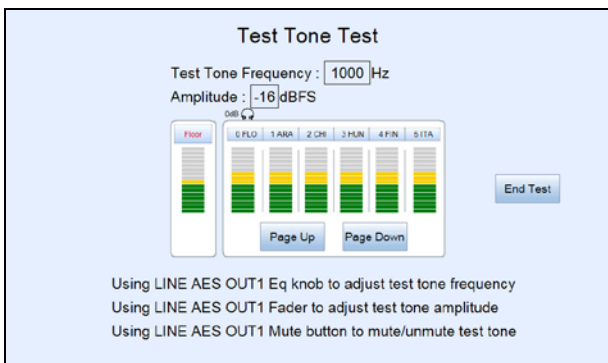 Test Tone Test
Test Tone Frequency : 1000 Hz
Amplitude : -16 dBFS
0dB
Floor 0 FLO 1 ARA 2 CHI 3 HUN 4 FIN 5 ITA
End Test
Page Up Page Down
Using LINE AES OUT1 Eq knob to adjust test tone frequency
Using LINE AES OUT1 Fader to adjust test tone amplitude
Using LINE AES OUT1 Mute button to mute/unmute test tone